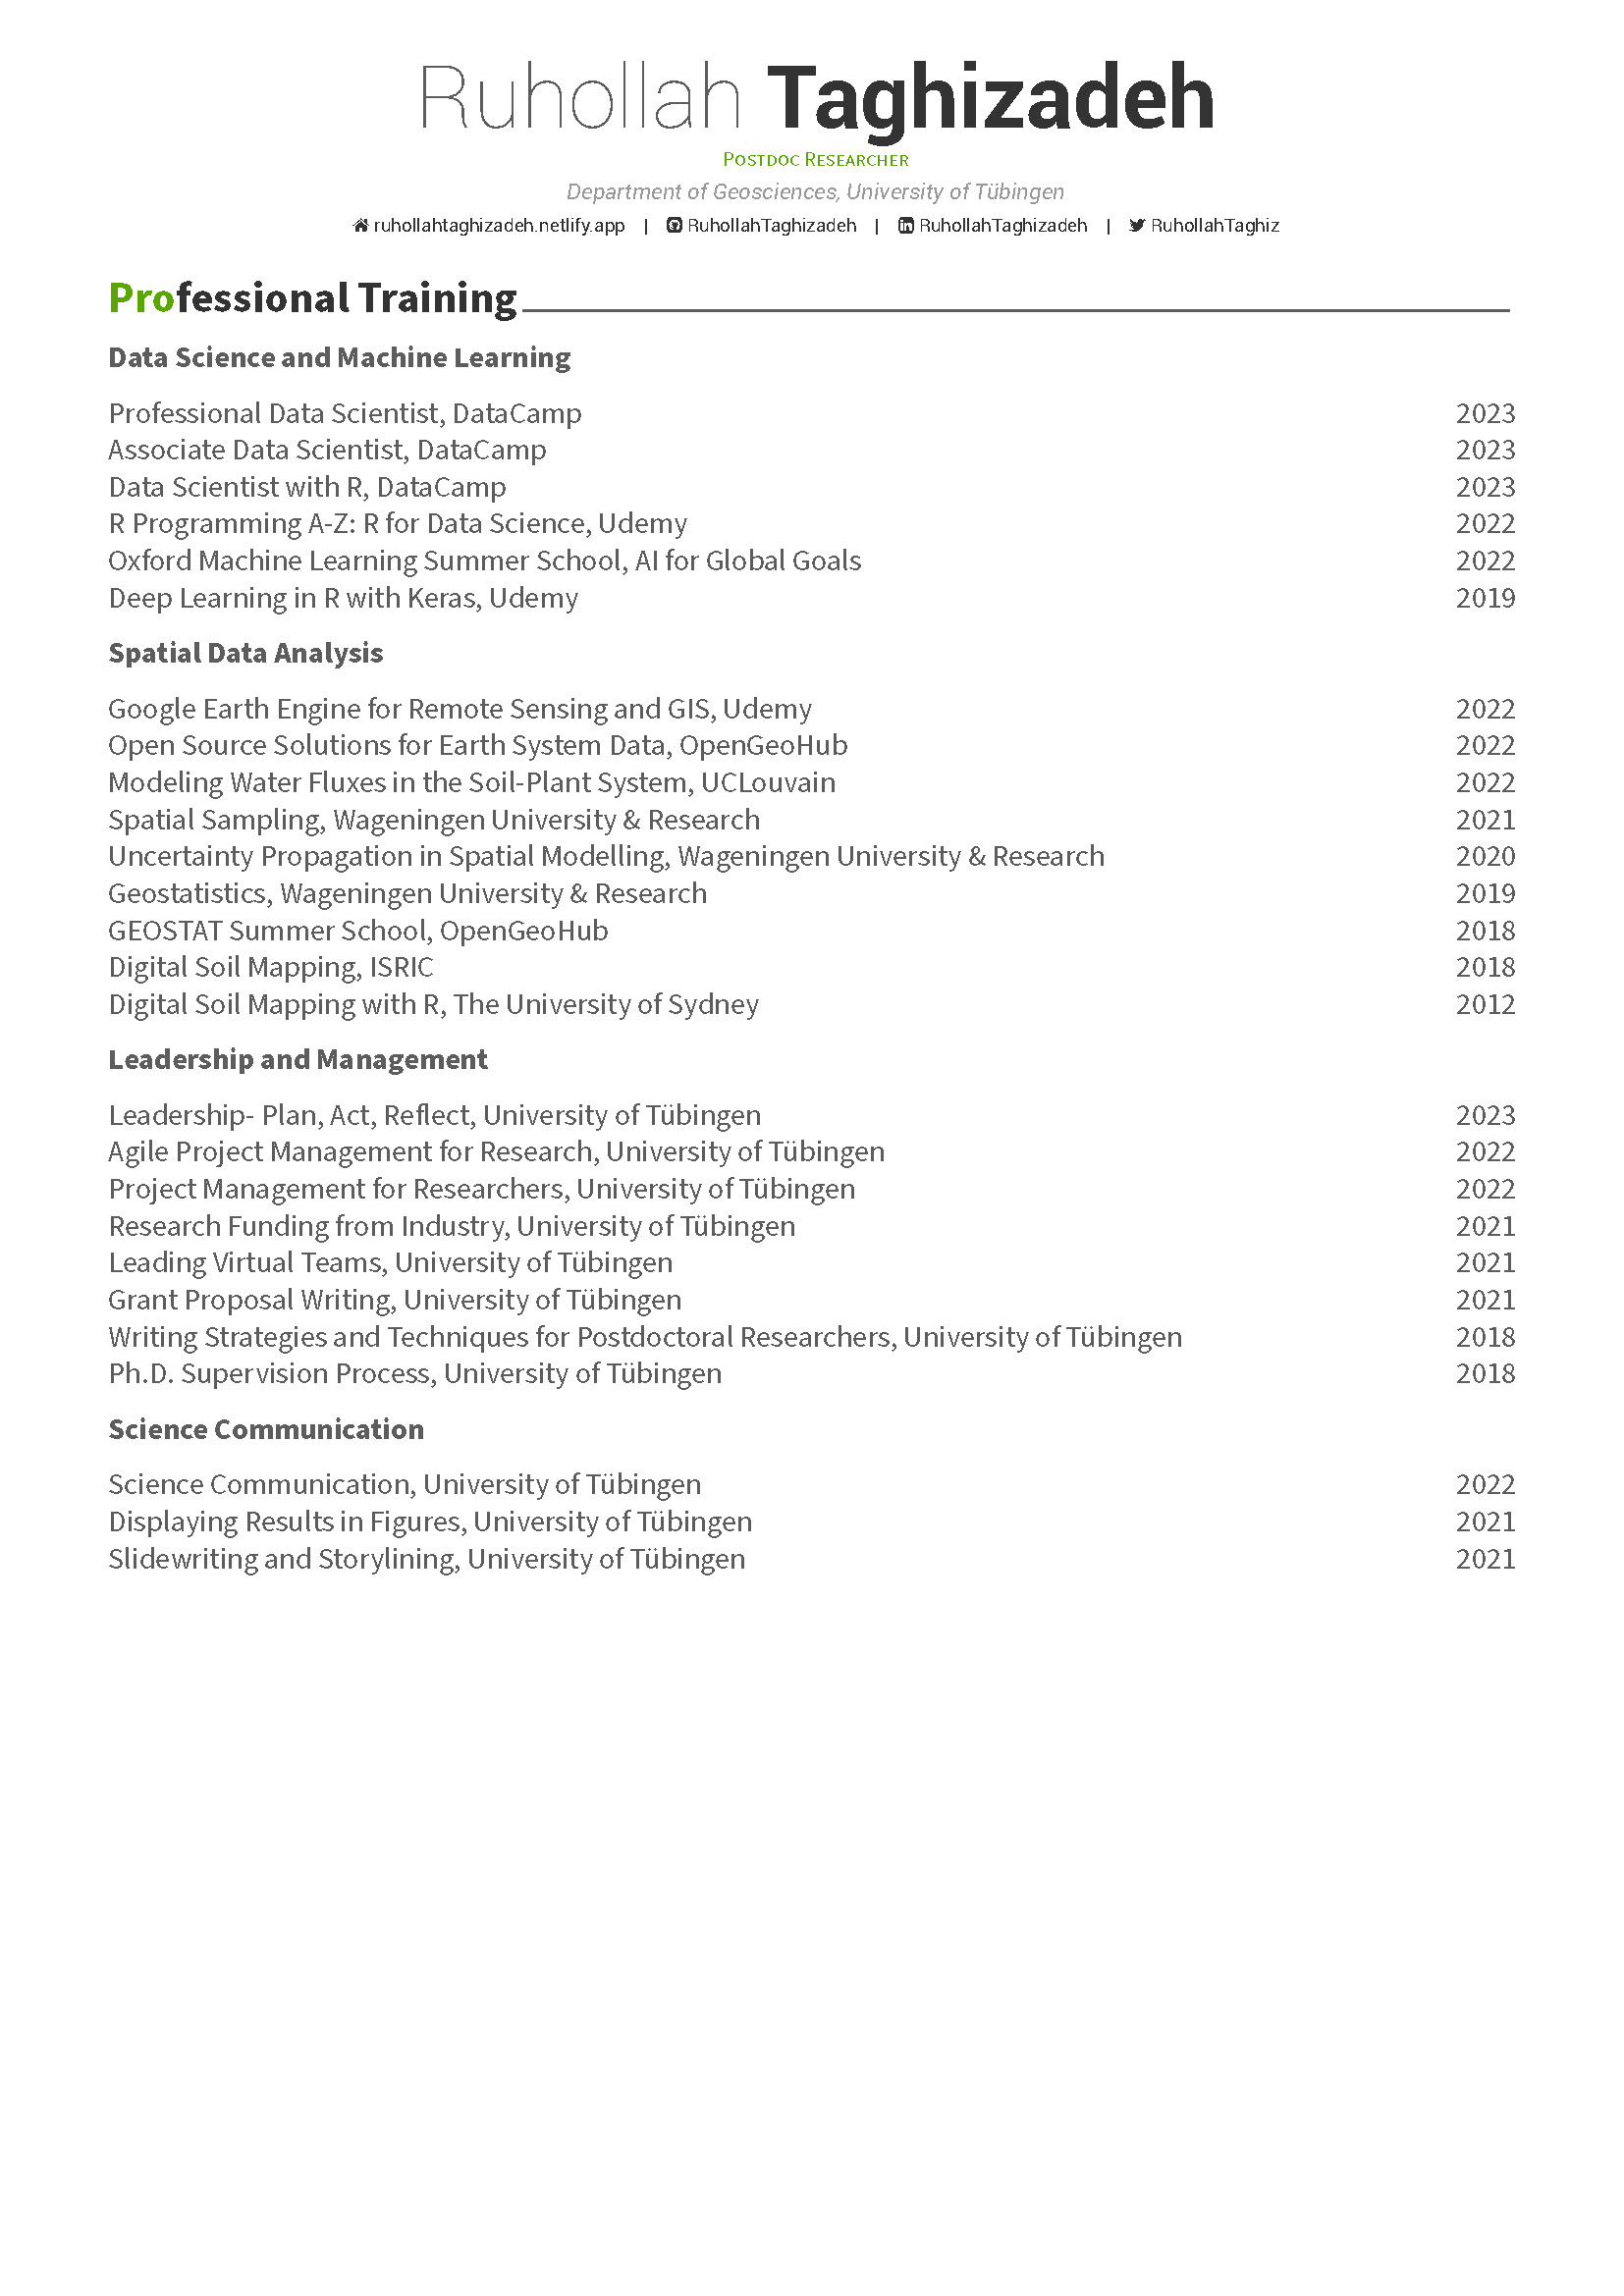 Ruhollah Taghizadeh
Postdoc Researcher
Department of Geosciences, University of Tübingen
ruhollahtaghizadeh.netlify.app | RuhollahTaghizadeh | RuhollahTaghizadeh | RuhollahTaghiz
Professional Training
Data Science and Machine Learning
Professional Data Scientist, DataCamp 2023
Associate Data Scientist, DataCamp 2023
Data Scientist with R, DataCamp 2023
R Programming A-Z: R for Data Science, Udemy 2022
Oxford Machine Learning Summer School, AI for Global Goals 2022
Deep Learning in R with Keras, Udemy 2019
Spatial Data Analysis
Google Earth Engine for Remote Sensing and GIS, Udemy 2022
Open Source Solutions for Earth System Data, OpenGeoHub 2022
Modeling Water Fluxes in the Soil-Plant System, UCLouvain 2022
Spatial Sampling, Wageningen University & Research 2021
Uncertainty Propagation in Spatial Modelling, Wageningen University & Research 2020
Geostatistics, Wageningen University & Research 2019
GEOSTAT Summer School, OpenGeoHub 2018
Digital Soil Mapping, ISRIC 2018
Digital Soil Mapping with R, The University of Sydney 2012
Leadership and Management
Leadership- Plan, Act, Reflect, University of Tübingen 2023
Agile Project Management for Research, University of Tübingen 2022
Project Management for Researchers, University of Tübingen 2022
Research Funding from Industry, University of Tübingen 2021
Leading Virtual Teams, University of Tübingen 2021
Grant Proposal Writing, University of Tübingen 2021
Writing Strategies and Techniques for Postdoctoral Researchers, University of Tübingen 2018
Ph.D. Supervision Process, University of Tübingen 2018
Science Communication
Science Communication, University of Tübingen 2022
Displaying Results in Figures, University of Tübingen 2021
Slidewriting and Storylining, University of Tübingen 2021